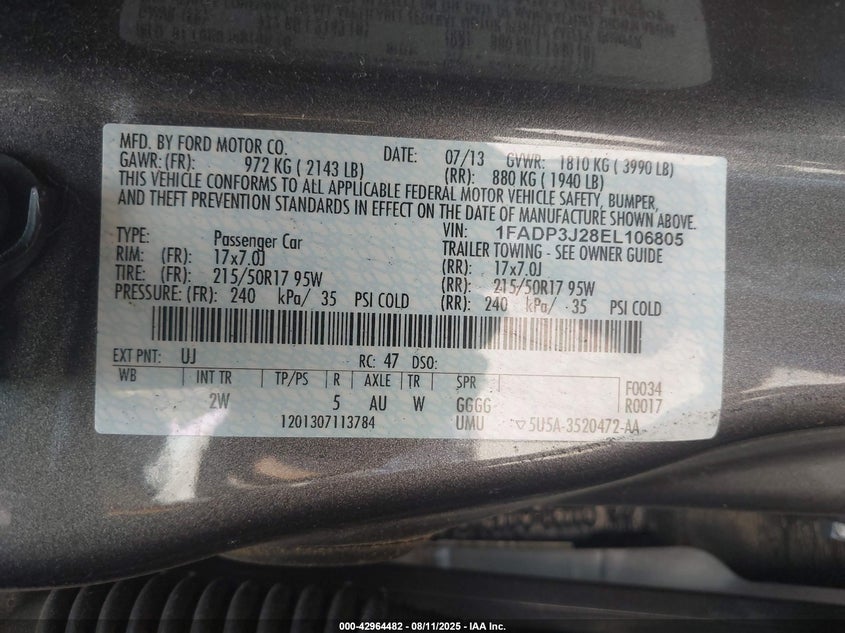 MFD. BY FORD MOTOR CO. DATE: 07/13 GVWR: 1810 KG ( 3990 LB)
GAWR: (FR): 972 KG ( 2143 LB) (RR): 880 KG ( 1940 LB)
THIS VEHICLE CONFORMS TO ALL APPLICABLE FEDERAL MOTOR VEHICLE SAFETY, BUMPER,
AND THEFT PREVENTION STANDARDS IN EFFECT ON THE DATE OF MANUFACTURE SHOWN ABOVE.
VIN: 1FADP3J28EL106805
TYPE: Passenger Car TRAILER TOWING - SEE OWNER GUIDE
RIM: (FR) 17x7.0J (RR): 17x7.0J
TIRE: (FR) 215/50R17 95W (RR): 215/50R17 95W
PRESSURE: (FR): 240 kPa/ 35 PSI COLD (RR): 240 kPa/ 35 PSI COLD
EXT PNT: UJ RC: 47 DSO:
WB INT TR TP/PS R AXLE TR SPR F0034
2W 5 AU W GGGG R0017
1201307113784 UMU ▽5U5A-3520472-AA
000-42964482 - 08/11/2025 - IAA Inc.